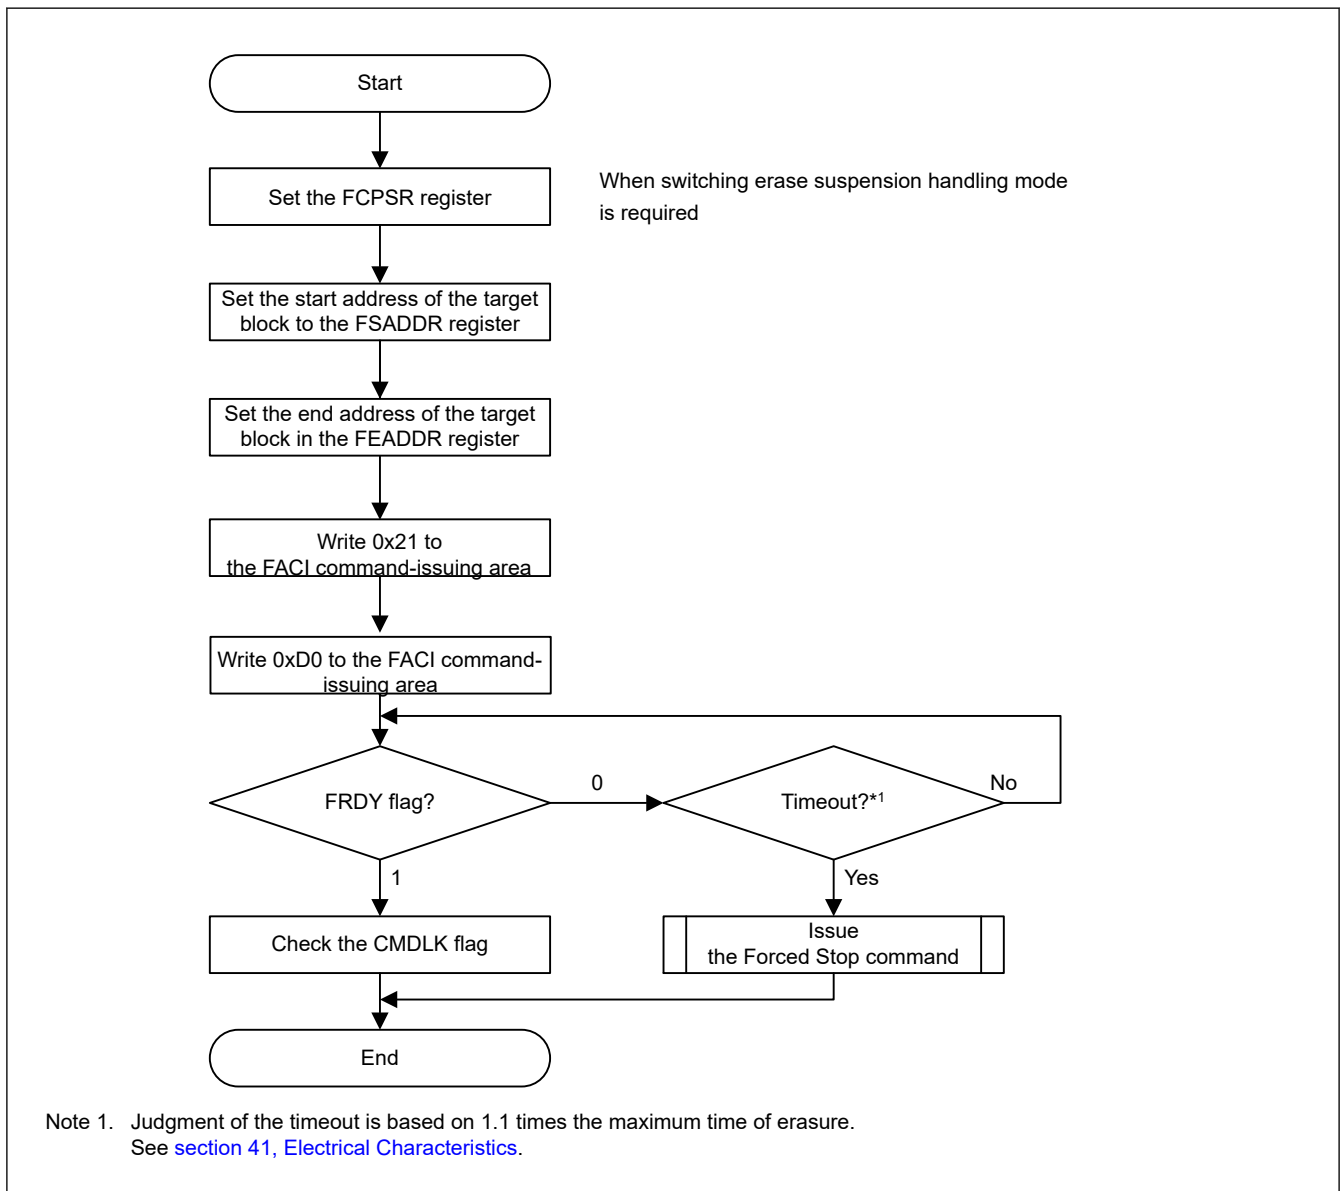 Start
Set the FCPSR register
When switching erase suspension handling mode
is required
Set the start address of the target
block to the FSADDR register
Set the end address of the target
block in the FEADDR register
Write 0x21 to
the FACI command-issuing area
Write 0xD0 to the FACI command-
issuing area
FRDY flag?
0
Timeout?*1
No
1
Yes
Check the CMDLK flag
Issue
the Forced Stop command
End
Note 1. Judgment of the timeout is based on 1.1 times the maximum time of erasure.
See section 41, Electrical Characteristics.